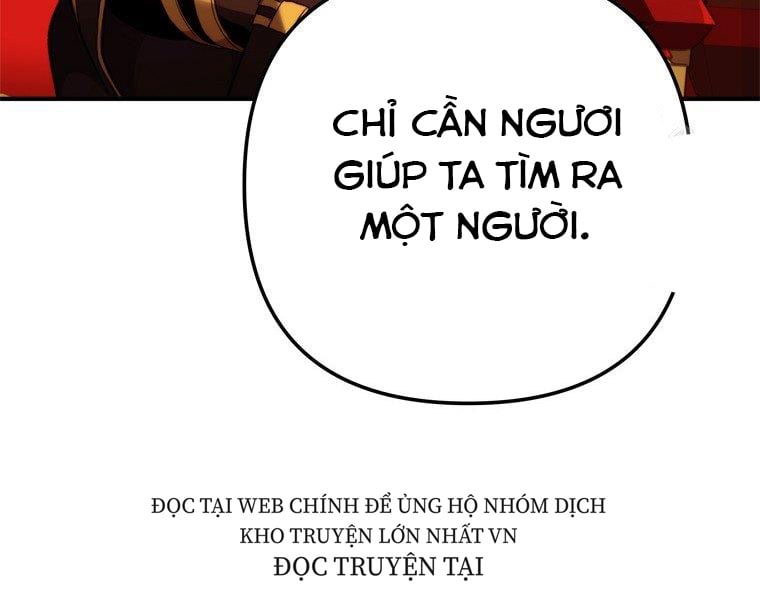 CHỈ CẦN NGƯƠI
GIÚP TA TÌM RA
MỘT NGƯỜI.
ĐỌC TẠI WEB CHÍNH ĐỂ ỦNG HỘ NHÓM DỊCH
KHO TRUYỆN LỚN NHẤT VN
ĐỌC TRUYỆN TẠI